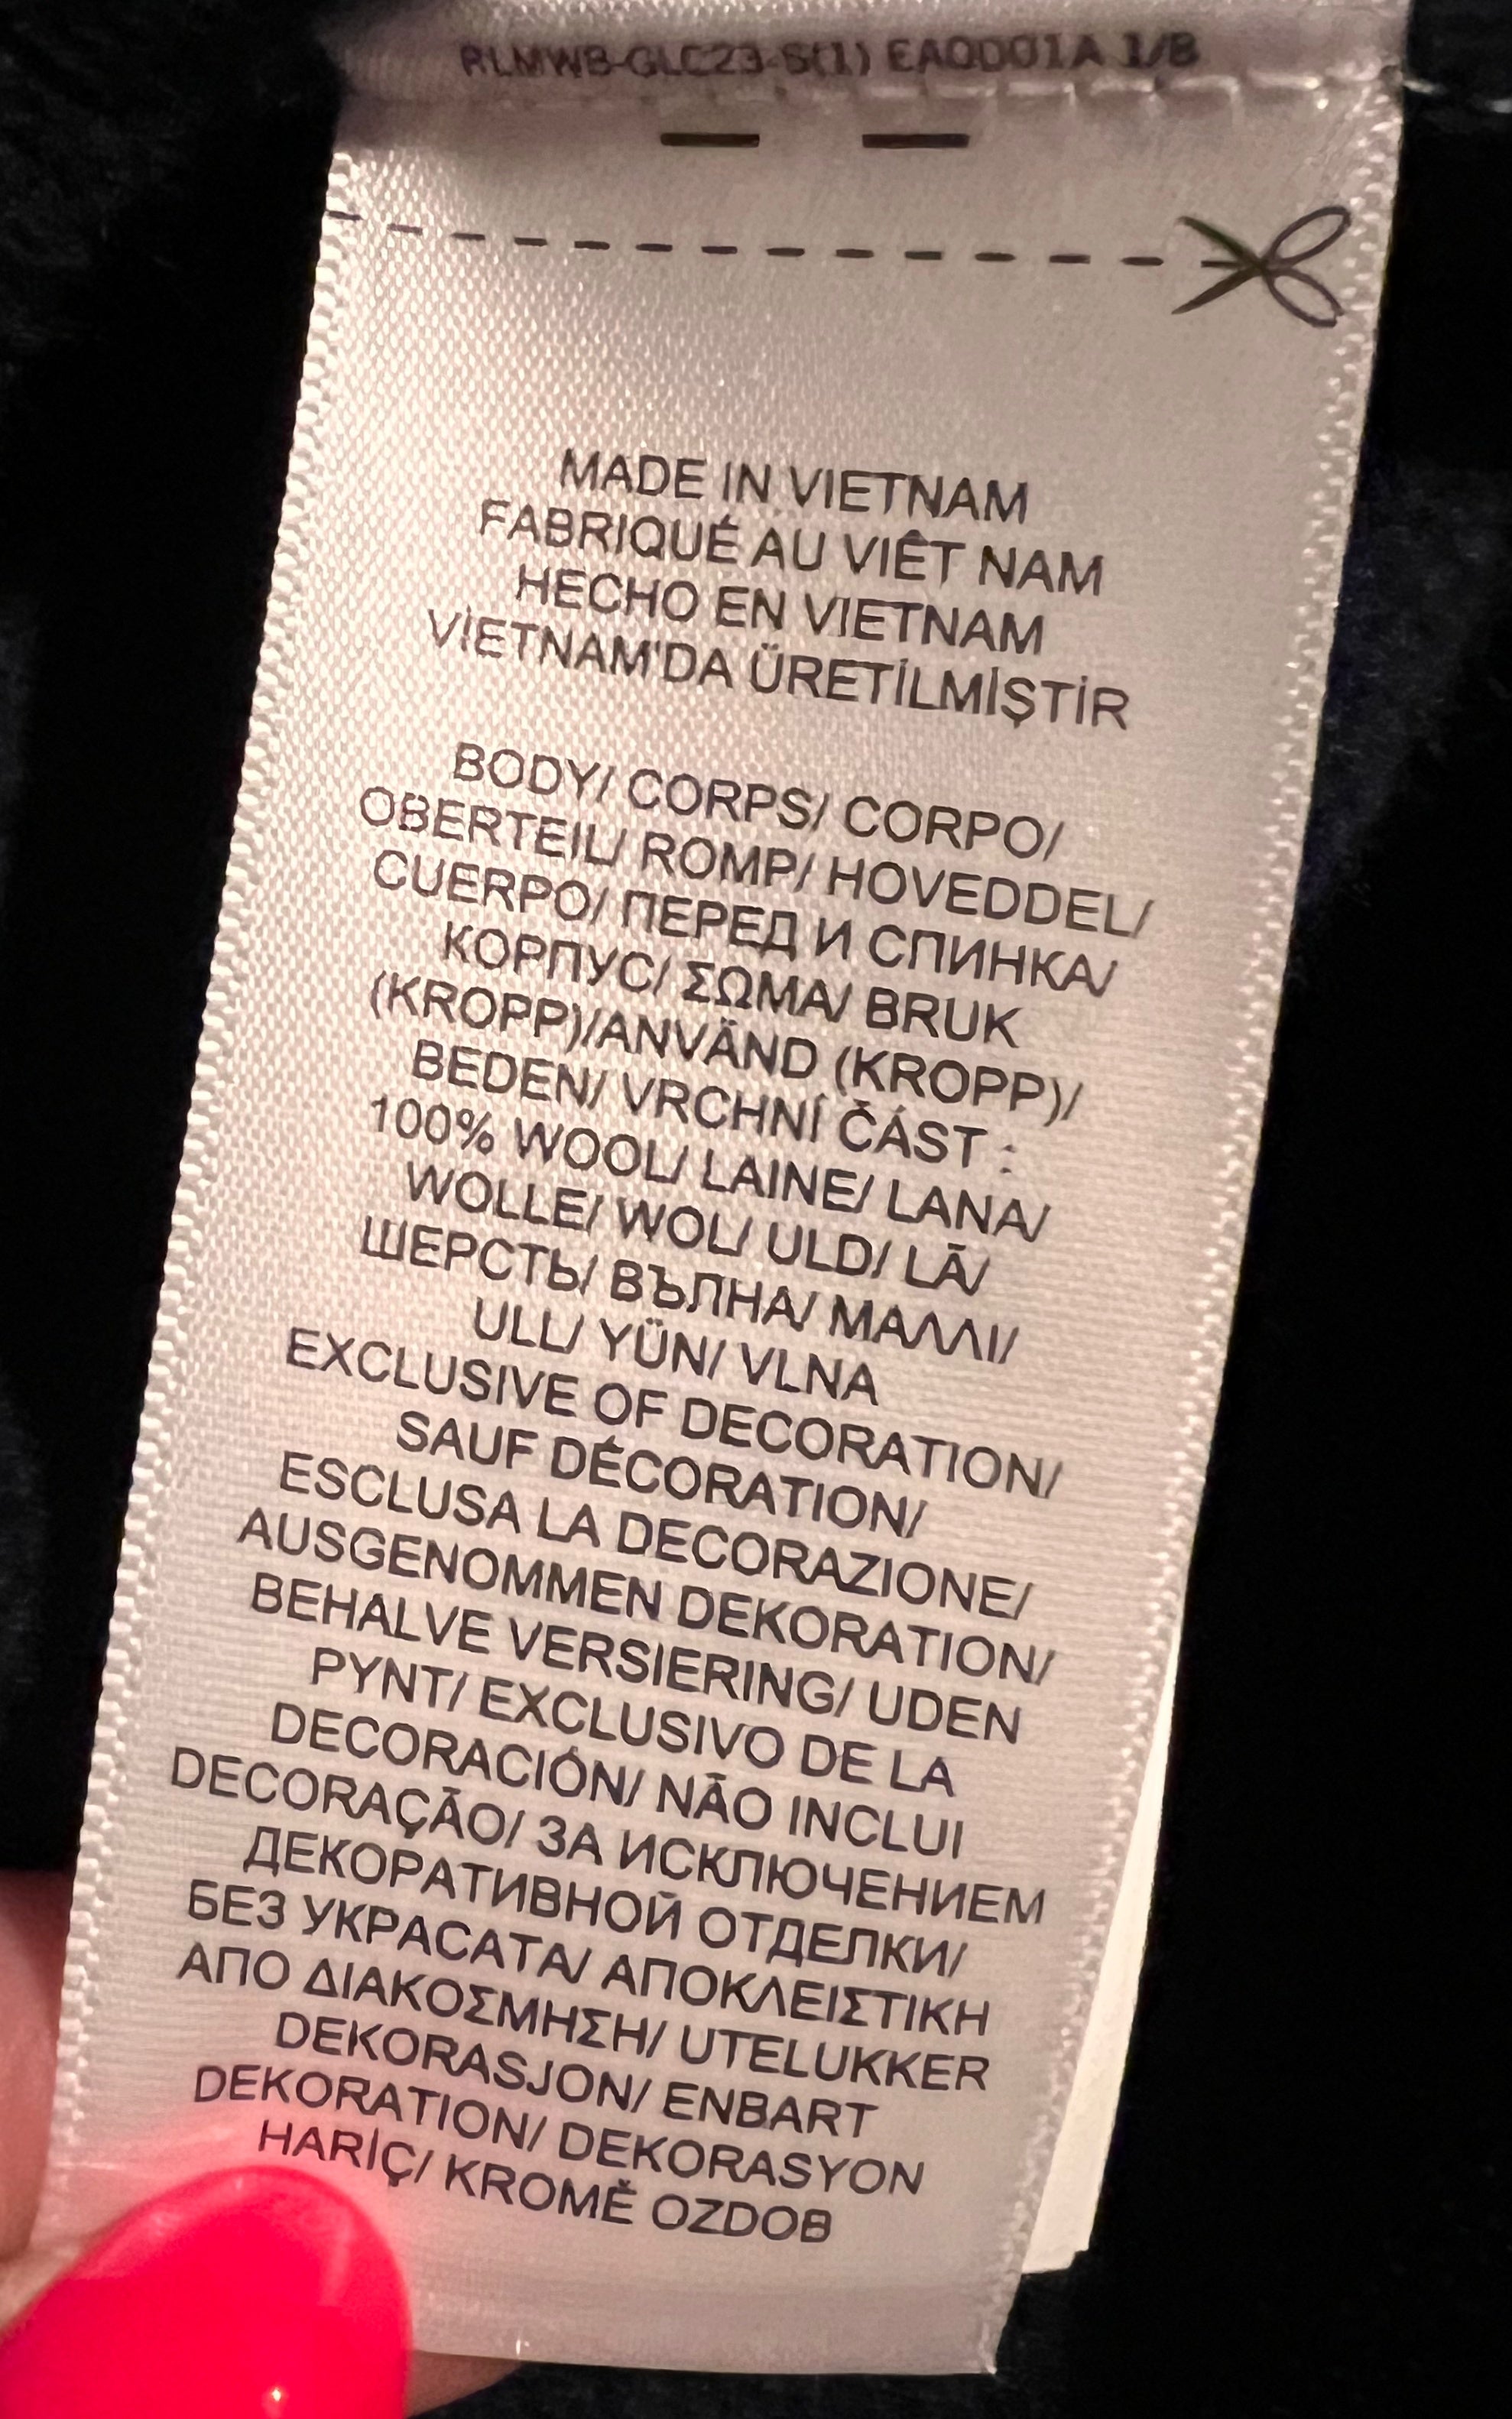 RLMWB-GLC23-S(1) EA0D01A 1/B
MADE IN VIETNAM
FABRIQUÉ AU VIÊT NAM
HECHO EN VIETNAM
VİETNAM'DA ÜRETİLMİŞTİR
BODY/ CORPS/ CORPO/
OBERTEIL/ ROMP/ HOVEDDEL/
CUERPO/ ПЕРЕД И СПИНКА/
КОРПУС/ ΣΩΜΑ/ BRUK
(KROPP)/ANVÄND (KROPP)/
BEDEN/ VRCHNÍ ČÁST :
100% WOOL/ LAINE/ LANA/
WOLLE/ WOL/ ULD/ LÃ/
ШЕРСТЬ/ ВЪЛНА/ ΜΑΛΛΙ/
ULL/ YÜN/ VLNA
EXCLUSIVE OF DECORATION/
SAUF DÉCORATION/
ESCLUSA LA DECORAZIONE/
AUSGENOMMEN DEKORATION/
BEHALVE VERSIERING/ UDEN
PYNT/ EXCLUSIVO DE LA
DECORACIÓN/ NÃO INCLUI
DECORAÇÃO/ ЗА ИСКЛЮЧЕНИЕМ
ДЕКОРАТИВНОЙ ОТДЕЛКИ/
БЕЗ УКРАСАТА/ ΑΠΟΚΛΕΙΣΤΙΚΗ
ΑΠΟ ΔΙΑΚΟΣΜΗΣΗ/ UTELUKKER
DEKORASJON/ ENBART
DEKORATION/ DEKORASYON
HARİÇ/ KROMĚ OZDOB